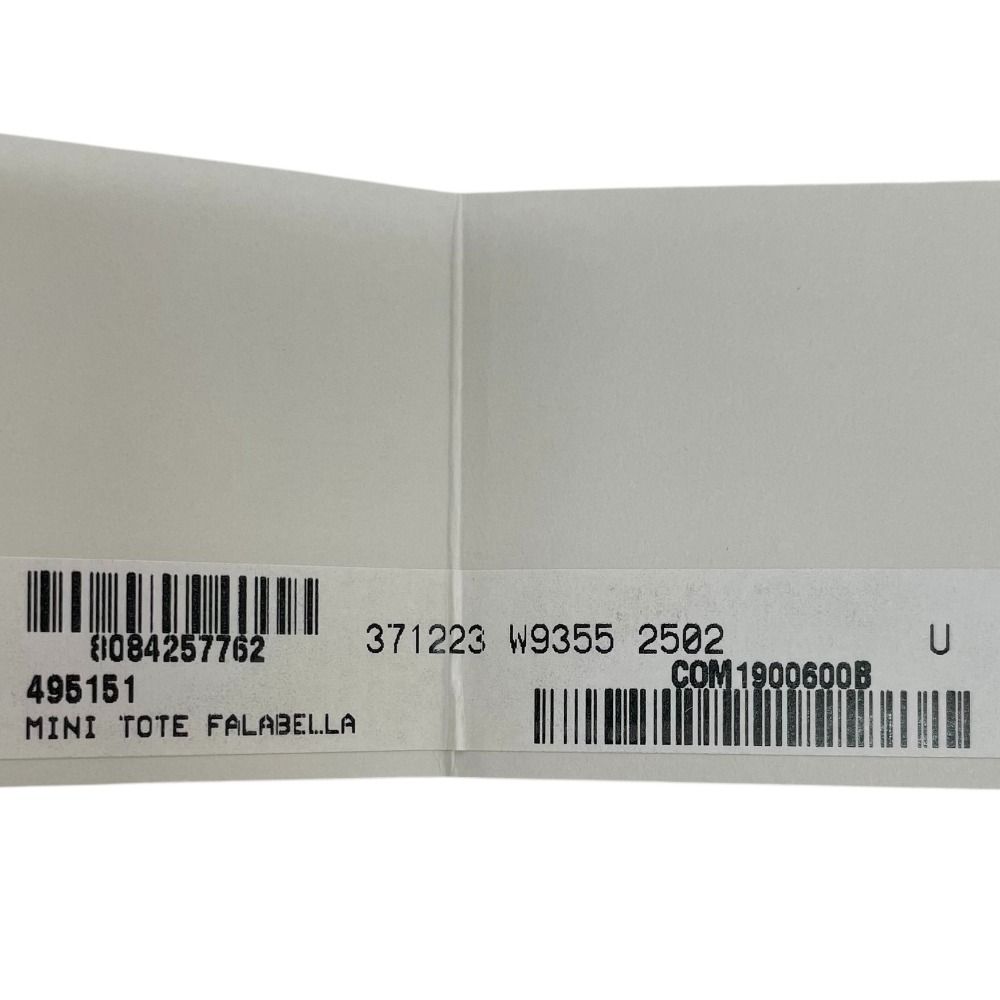 8084257762
495151
MINI TOTE FALABELLA
371223 W9355 2502 U
COM1900600B